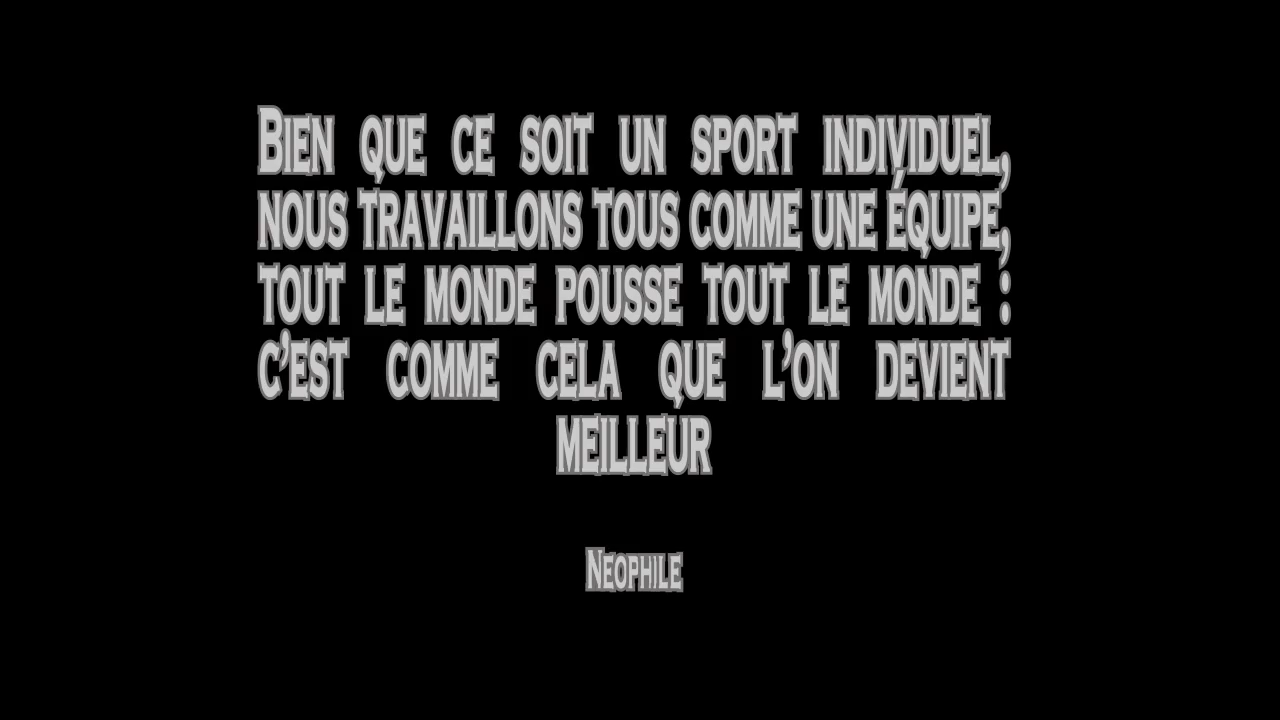 Bien que ce soit un sport individuel,
nous travaillons tous comme une équipe,
tout le monde pousse tout le monde :
c’est comme cela que l’on devient
meilleur
Neophile